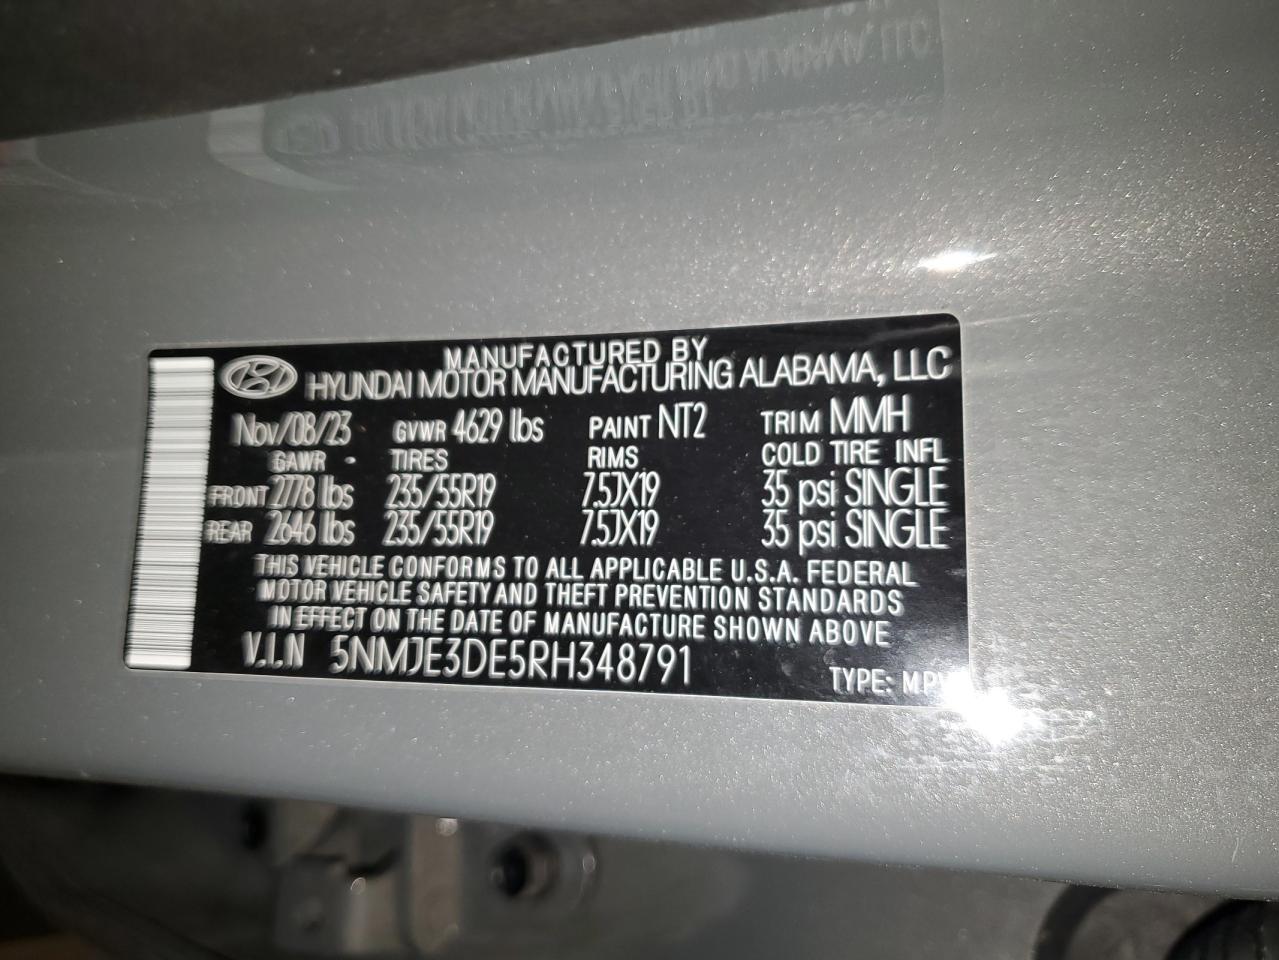 MANUFACTURED BY
HYUNDAI MOTOR MANUFACTURING ALABAMA, LLC
Nov/08/23 GVWR 4629 lbs PAINT NT2 TRIM MMH
GAWR TIRES RIMS COLD TIRE INFL
FRONT 2778 lbs 235/55R19 7.5JX19 35 psi SINGLE
REAR 2646 lbs 235/55R19 7.5JX19 35 psi SINGLE
THIS VEHICLE CONFORMS TO ALL APPLICABLE U.S.A. FEDERAL
MOTOR VEHICLE SAFETY AND THEFT PREVENTION STANDARDS
IN EFFECT ON THE DATE OF MANUFACTURE SHOWN ABOVE
V.I.N 5NMJE3DE5RH348791
TYPE: MPV